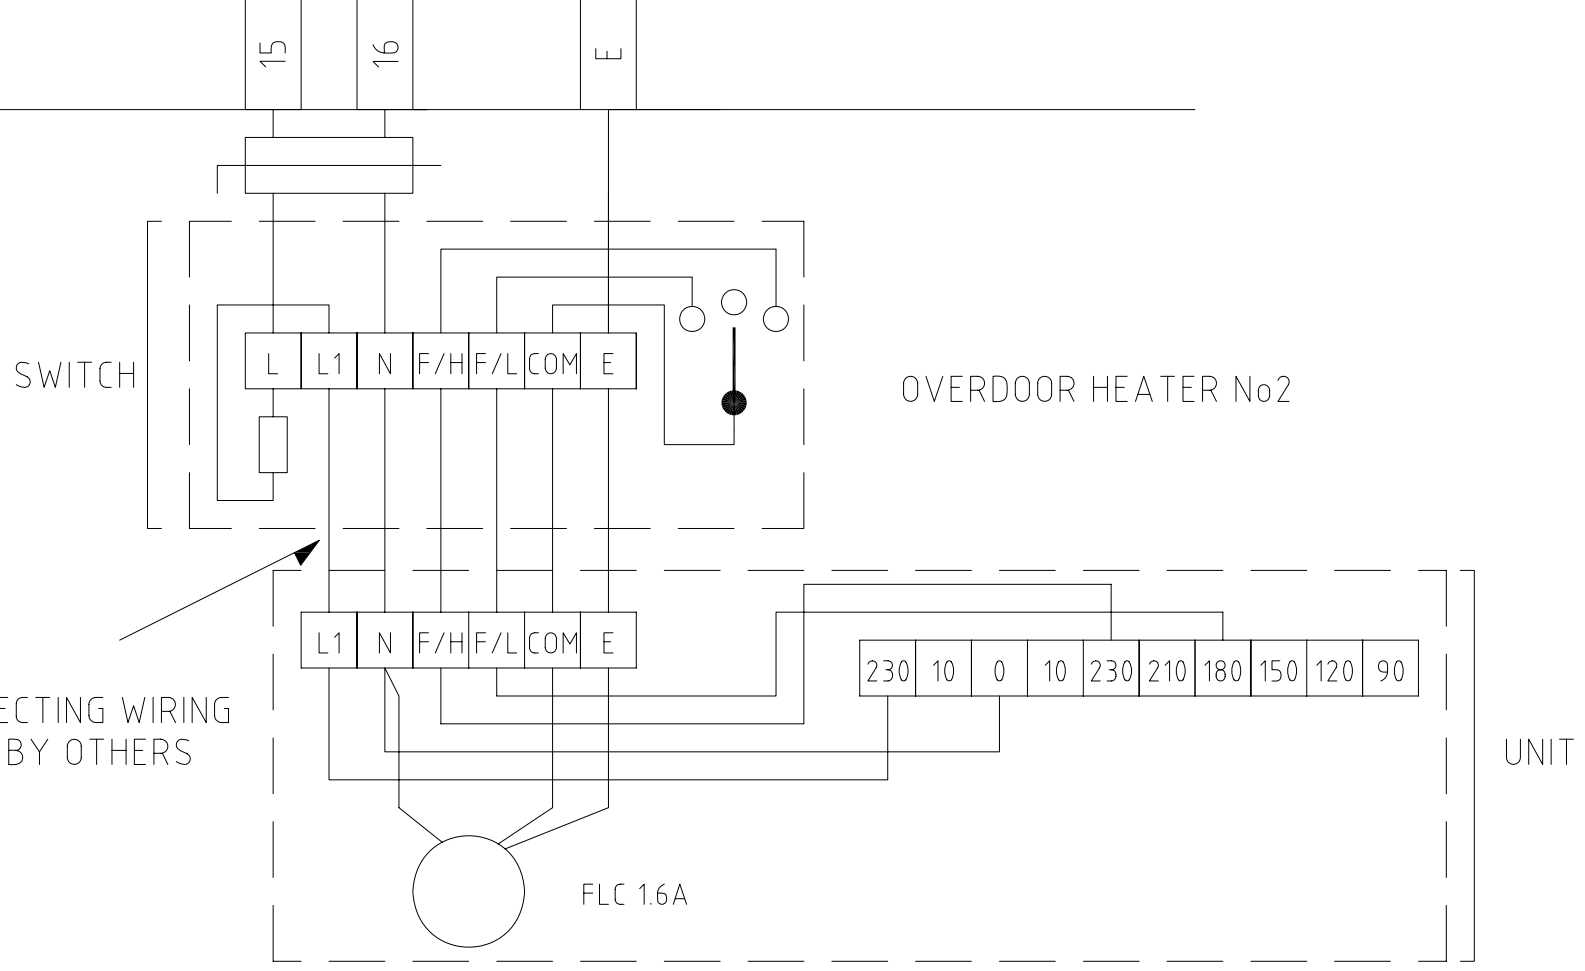 15 16 E
L L1 N F/H F/L COM E
SWITCH
OVERDOOR HEATER No2
L1 N F/H F/L COM E
230 10 0 10 230 210 180 150 120 90
ECTING WIRING
BY OTHERS
UNIT
FLC 1.6A